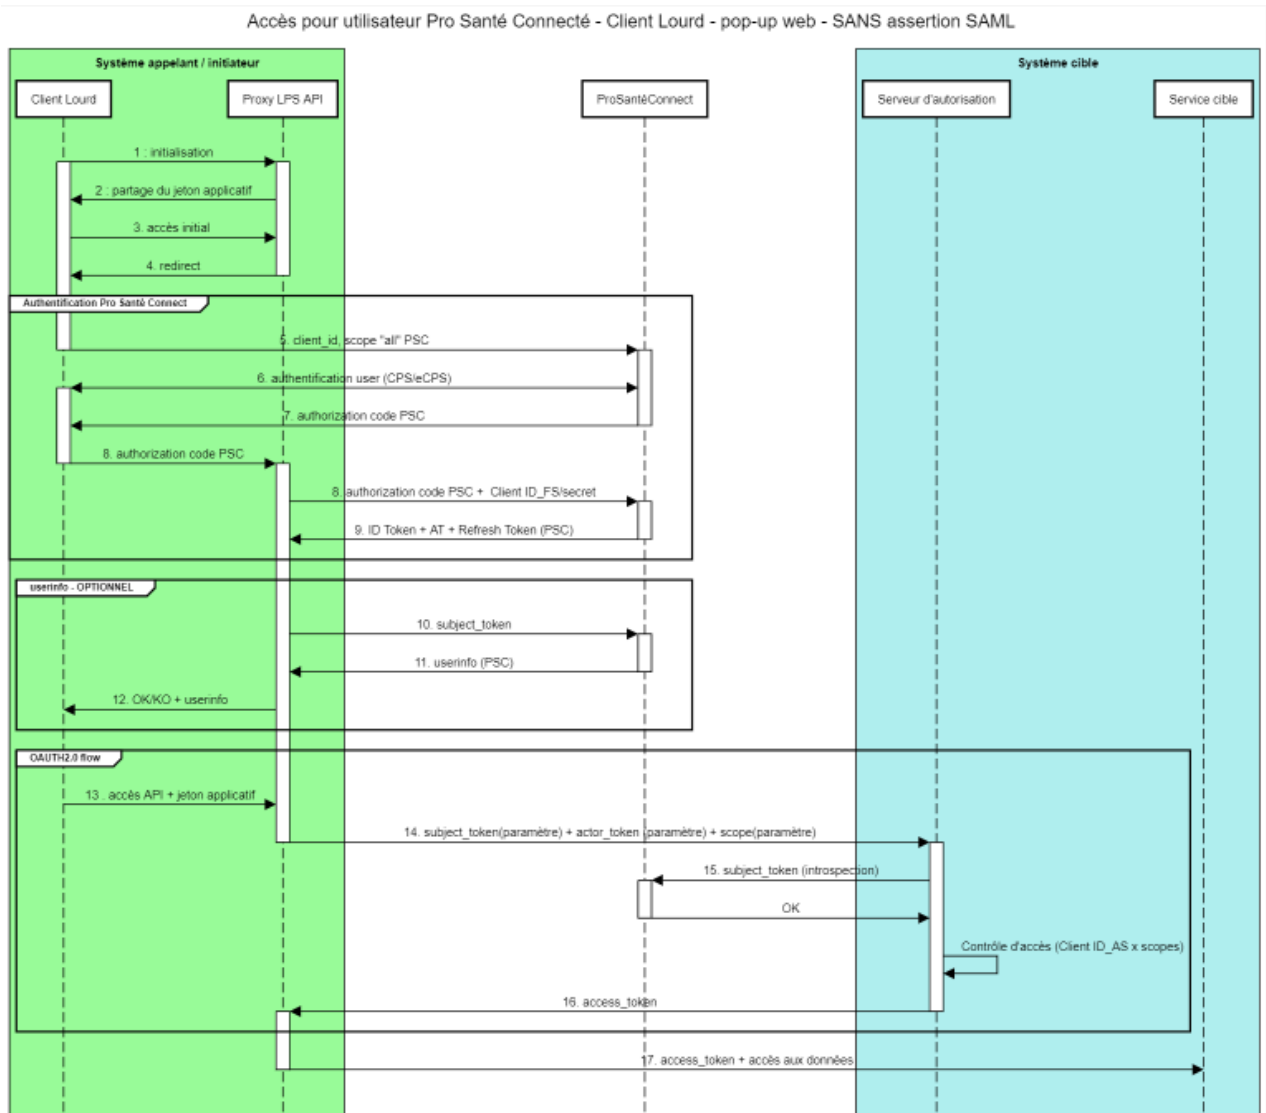 Accès pour utilisateur Pro Santé Connecté - Client Lourd - pop-up web - SANS assertion SAML
Système appelant / initiateur
Système cible
Client Lourd
Proxy LPS API
ProSantéConnect
Serveur d'autorisation
Service cible
1 : initialisation
2 : partage du jeton applicatif
3. accès initial
4. redirect
Authentification Pro Santé Connect
5. client_id, scope "all" PSC
6. authentification user (CPS/eCPS)
7. authorization code PSC
8. authorization code PSC
8. authorization code PSC + Client ID_FS/secret
9. ID Token + AT + Refresh Token (PSC)
userinfo - OPTIONNEL
10. subject_token
11. userinfo (PSC)
12. OK/KO + userinfo
OAUTH2.0 flow
13 . accès API + jeton applicatif
14. subject_token(paramètre) + actor_token (paramètre) + scope(paramètre)
15. subject_token (introspection)
OK
Contrôle d'accès (Client ID_AS x scopes)
16. access_token
17. access_token + accès aux données